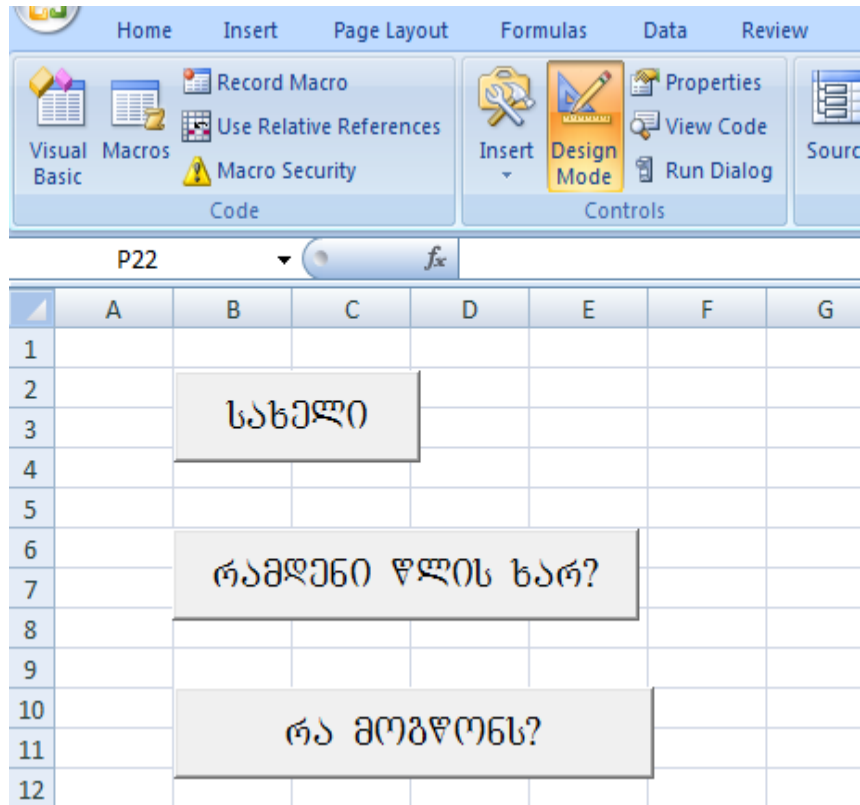 Home Insert Page Layout Formulas Data Review
Visual Basic
Macros
Record Macro
Use Relative References
Macro Security
Code
Insert
Design Mode
Properties
View Code
Run Dialog
Controls
P22 fx
A B C D E F G
1
2
სახელი
3
4
5
6
რამდენი წლის ხარ?
7
8
9
10
რა მოგწონს?
11
12